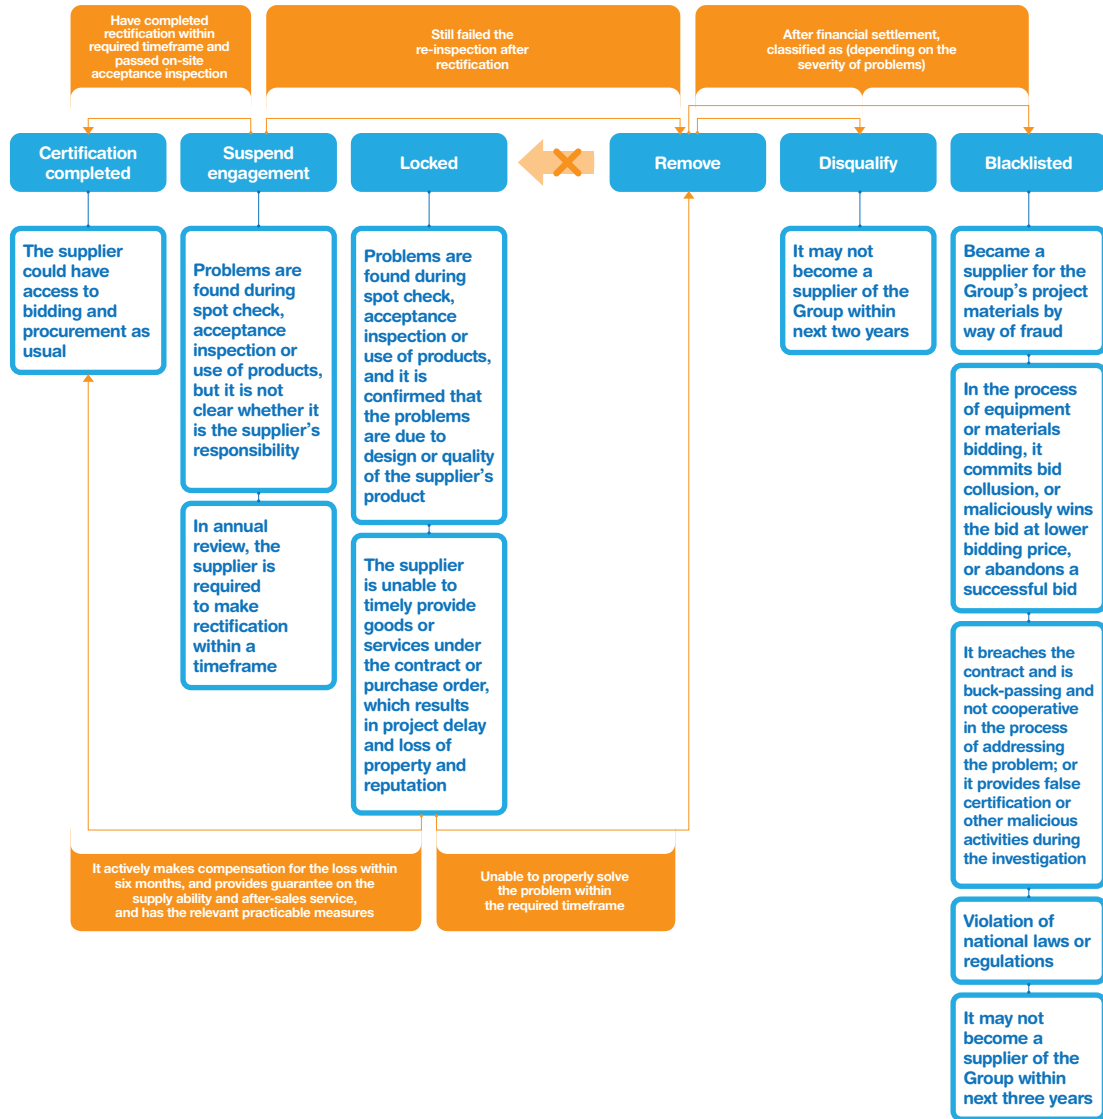 Have completed
rectification within
required timeframe and
passed on-site
acceptance inspection
Still failed the
re-inspection after
rectification
After financial settlement,
classified as (depending on the
severity of problems)
Certification
completed
Suspend
engagement
Locked
Remove
Disqualify
Blacklisted
The supplier
could have
access to
bidding and
procurement as
usual
Problems are
found during
spot check,
acceptance
inspection or
use of products,
but it is not
clear whether it
is the supplier's
responsibility
In annual
review, the
supplier is
required
to make
rectification
within a
timeframe
Problems are
found during
spot check,
acceptance
inspection or
use of products,
and it is
confirmed that
the problems
are due to
design or quality
of the supplier's
product
The supplier
is unable to
timely provide
goods or
services under
the contract or
purchase order,
which results
in project delay
and loss of
property and
reputation
It may not
become a
supplier of the
Group within
next two years
Became a
supplier for the
Group's project
materials by
way of fraud
In the process
of equipment
or materials
bidding, it
commits bid
collusion, or
maliciously wins
the bid at lower
bidding price,
or abandons a
successful bid
It breaches the
contract and is
buck-passing and
not cooperative
in the process
of addressing
the problem; or
it provides false
certification or
other malicious
activities during
the investigation
Violation of
national laws or
regulations
It may not
become a
supplier of the
Group within
next three years
It actively makes compensation for the loss within
six months, and provides guarantee on the
supply ability and after-sales service,
and has the relevant practicable measures
Unable to properly solve
the problem within
the required timeframe